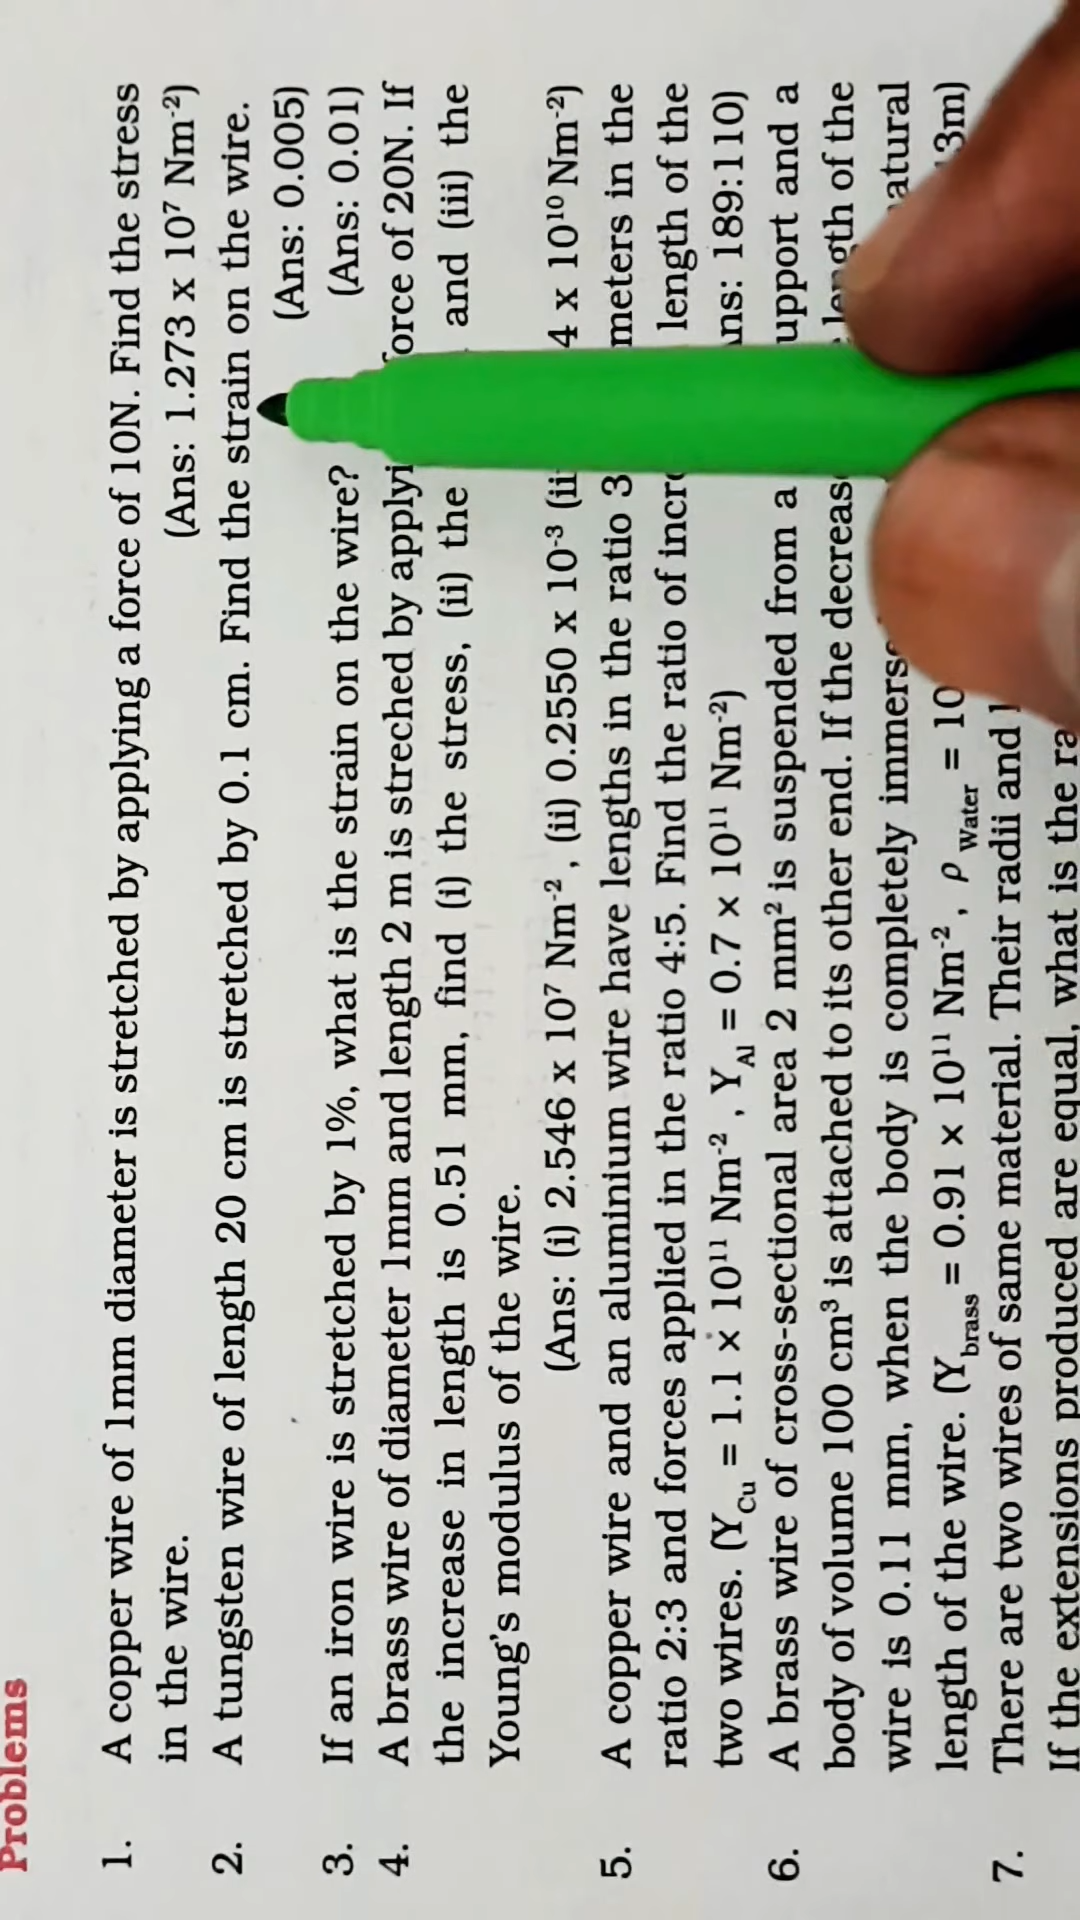 Problems
1. A copper wire of 1mm diameter is stretched by applying a force of 10N. Find the stress
in the wire. (Ans: 1.273 x 10⁷ Nm⁻²)
2. A tungsten wire of length 20 cm is stretched by 0.1 cm. Find the strain on the wire.
(Ans: 0.005)
3. If an iron wire is stretched by 1%, what is the strain on the wire? (Ans: 0.01)
4. A brass wire of diameter 1mm and length 2 m is streched by force of 20N. If
the increase in length is 0.51 mm, find (i) the stress, (ii) the and (iii) the
Young's modulus of the wire.
(Ans: (i) 2.546 x 10⁷ Nm⁻², (ii) 0.2550 x 10⁻³ 4 x 10¹⁰ Nm⁻²)
5. A copper wire and an aluminium wire have lengths in the ratio 3 in the
ratio 2:3 and forces applied in the ratio 4:5. Find the ratio of length of the
two wires. (Y_Cu = 1.1 × 10¹¹ Nm⁻², Y_Al = 0.7 × 10¹¹ Nm⁻²) 189:110)
6. A brass wire of cross-sectional area 2 mm² is suspended from a and a
body of volume 100 cm³ is attached to its other end. If the length of the
wire is 0.11 mm, when the body is completely
length of the wire. (Y_brass = 0.91 × 10¹¹ Nm⁻², ρ_Water = 3m)
7. There are two wires of same material. Their radii and
If the extensions produced are equal, what is the